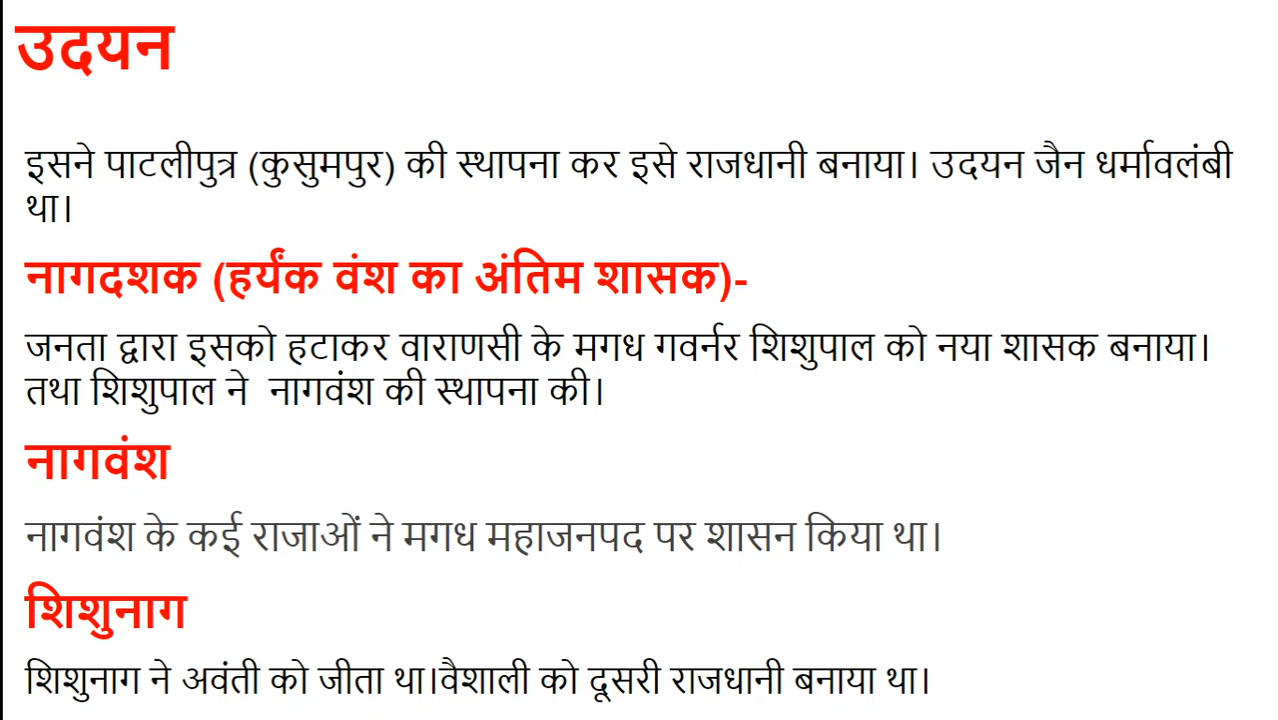 उदयन
इसने पाटलीपुत्र (कुसुमपुर) की स्थापना कर इसे राजधानी बनाया। उदयन जैन धर्मावलंबी
था।
नागदशक (हर्यंक वंश का अंतिम शासक)-
जनता द्वारा इसको हटाकर वाराणसी के मगध गवर्नर शिशुपाल को नया शासक बनाया।
तथा शिशुपाल ने नागवंश की स्थापना की।
नागवंश
नागवंश के कई राजाओं ने मगध महाजनपद पर शासन किया था।
शिशुनाग
शिशुनाग ने अवंती को जीता था।वैशाली को दूसरी राजधानी बनाया था।